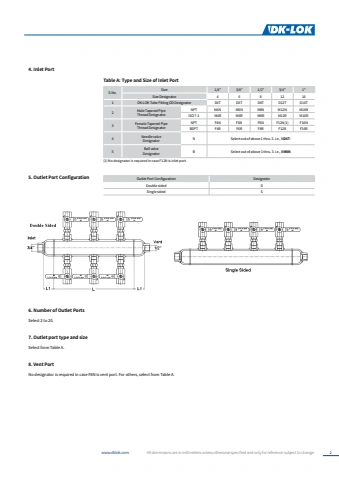 DK-LOK
4. Inlet Port
Table A: Type and Size of Inlet Port
S.No. Size 1/4" 3/8" 1/2" 3/4" 1"
Size Designator 4 6 8 12 16
1 DK-LOK Tube Fitting OD Designator D4T D6T D8T D12T D16T
2 Male Tapered Pipe Thread Designator NPT M4N M6N M8N M12N M16N
ISO 7-1 M4R M6R M8R M12R M16R
3 Female Tapered Pipe Thread Designator NPT F4N F6N F8N F12N(1) F16N
BSPT F4R F6R F8R F12R F16R
4 Needle valve Designator N Select out of above 1 thru. 3. i.e.,
5 Ball valve Designator B Select out of above 1 thru. 3. i.e.,
(1) No designator is required in case F12N is inlet port.
5. Outlet Port Configuration
Outlet Port Configuration Designator
Double sided D
Single sided S
Double Sided
Inlet
3/4"
Vent
L1 L L1
Single Sided
6. Number of Outlet Ports
Select 2 to 20.
7. Outlet port type and size
Select from Table A.
8. Vent Port
No designator is required in case F8N is vent port. For others, select from Table A.
www.dklok.com All dimensions are in millimeters unless otherwise specified and only for reference subject to change 2